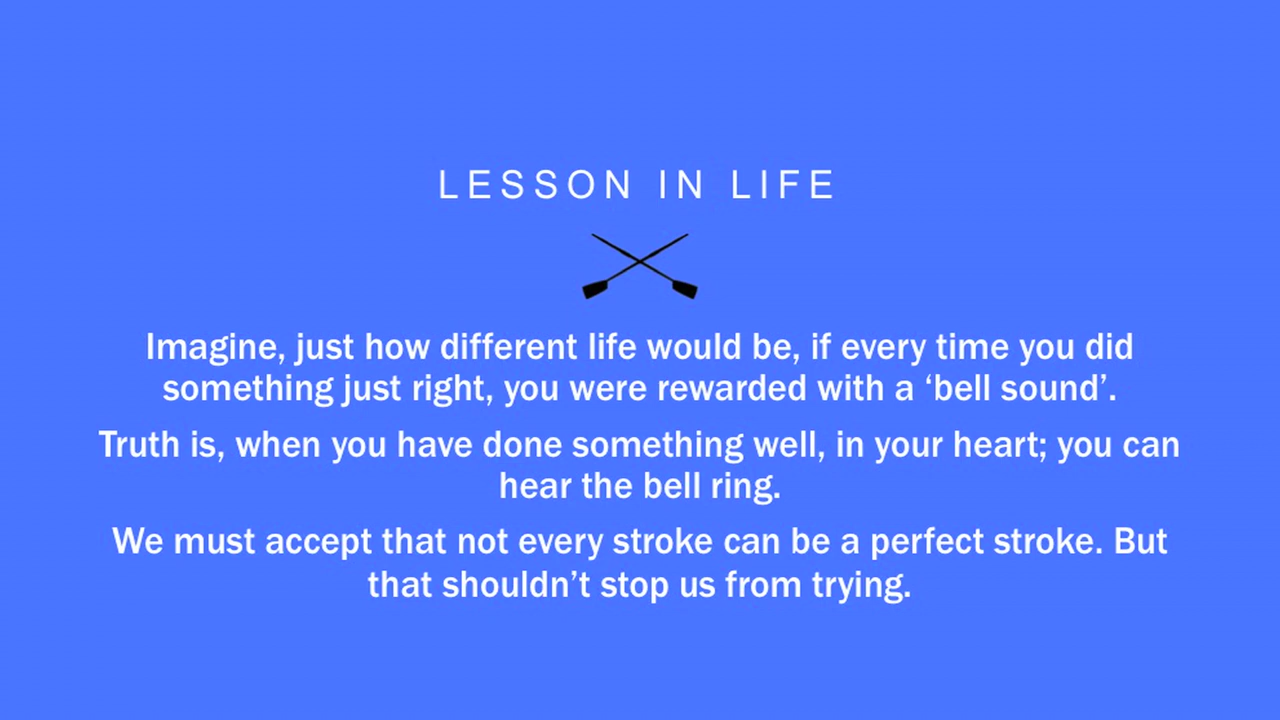 LESSON IN LIFE
Imagine, just how different life would be, if every time you did
something just right, you were rewarded with a ‘bell sound’.
Truth is, when you have done something well, in your heart; you can
hear the bell ring.
We must accept that not every stroke can be a perfect stroke. But
that shouldn’t stop us from trying.